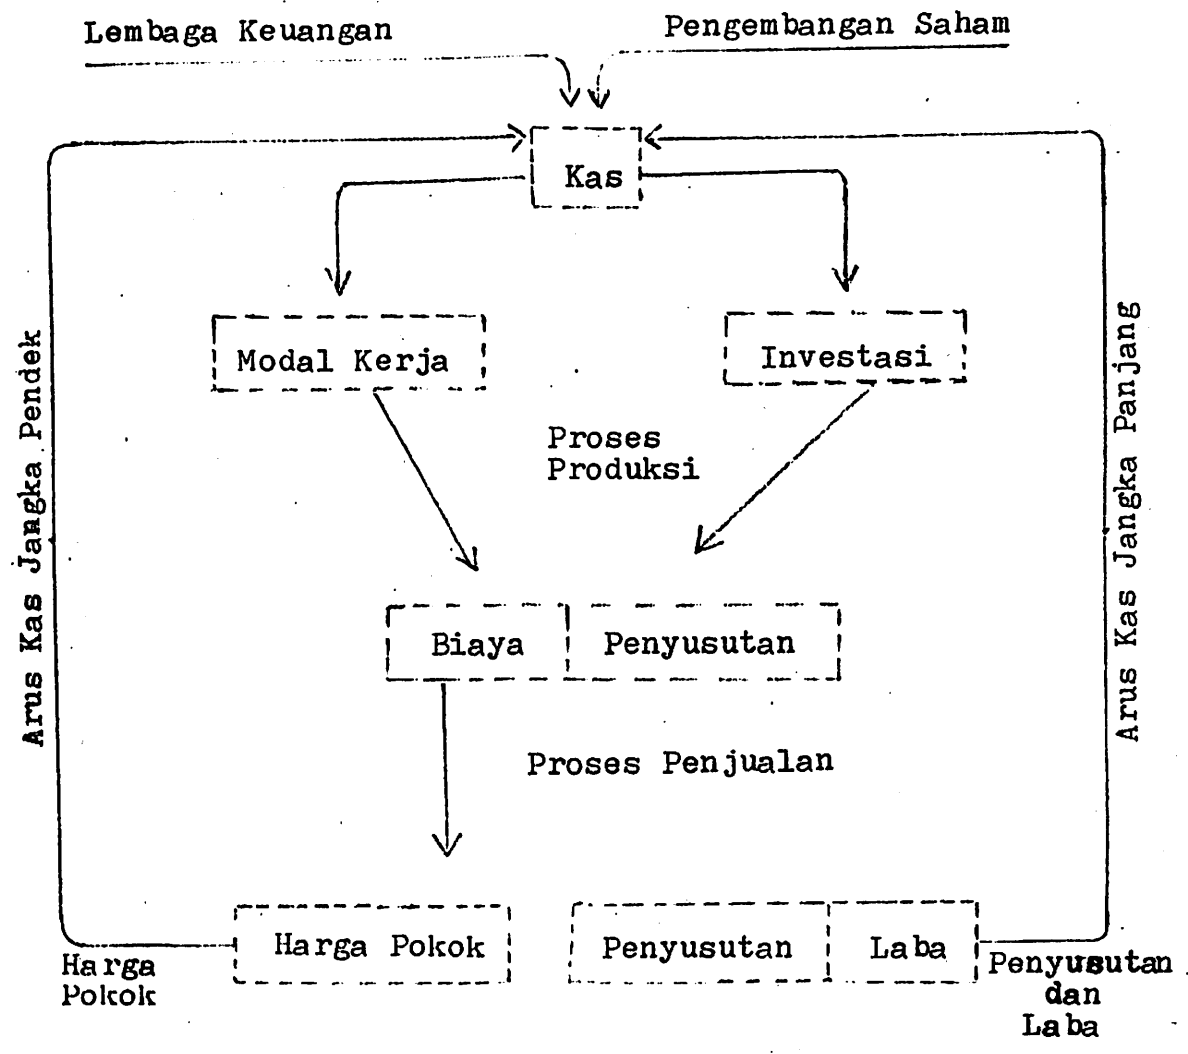 Lembaga Keuangan
Pengembangan Saham
Kas
Modal Kerja
Investasi
Arus Kas Jangka Pendek
Arus Kas Jangka Panjang
Proses
Produksi
Biaya
Penyusutan
Proses Penjualan
Harga Pokok
Penyusutan
Laba
Harga
Pokok
Penyusutan
dan
Laba